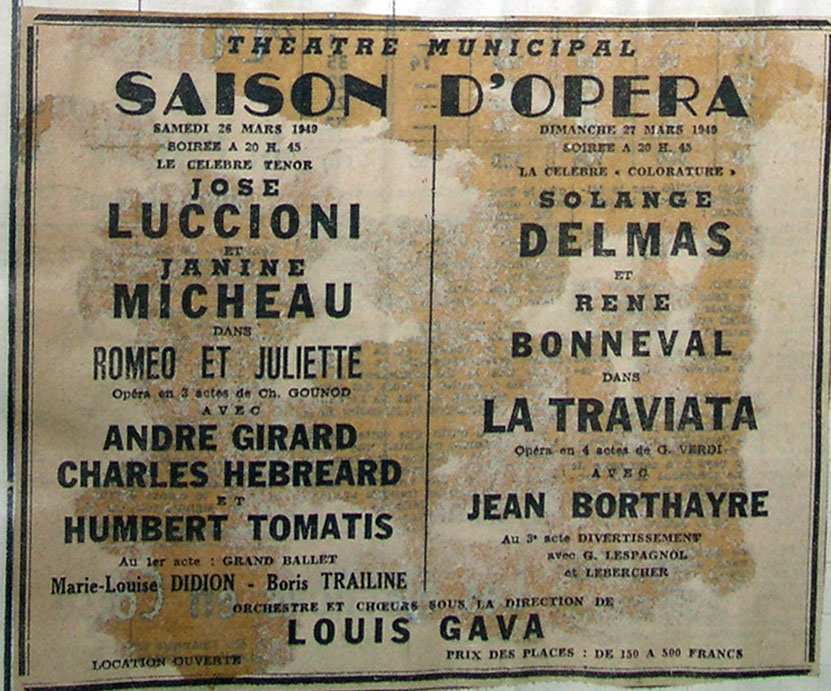 THEATRE MUNICIPAL
SAISON D'OPERA
SAMEDI 26 MARS 1949
SOIREE A 20 H. 45
LE CELEBRE TENOR
JOSE
LUCCIONI
ET
JANINE
MICHEAU
DANS
ROMEO ET JULIETTE
Opéra en 3 actes de Ch. GOUNOD
AVEC
ANDRE GIRARD
CHARLES HEBREARD
ET
HUMBERT TOMATIS
Au 1er acte : GRAND BALLET
Marie-Louise DIDION - Boris TRAILINE
DIMANCHE 27 MARS 1949
SOIREE A 20 H. 45
LA CELEBRE « COLORATURE »
SOLANGE
DELMAS
ET
RENE
BONNEVAL
DANS
LA TRAVIATA
Opéra en 4 actes de G. VERDI
AVEC
JEAN BORTHAYRE
Au 3e acte DIVERTISSEMENT
avec G. LESPAGNOL
et LEBERCHER
ORCHESTRE ET CHŒURS SOUS LA DIRECTION DE
LOUIS GAVA
LOCATION OUVERTE
PRIX DES PLACES : DE 150 A 500 FRANCS